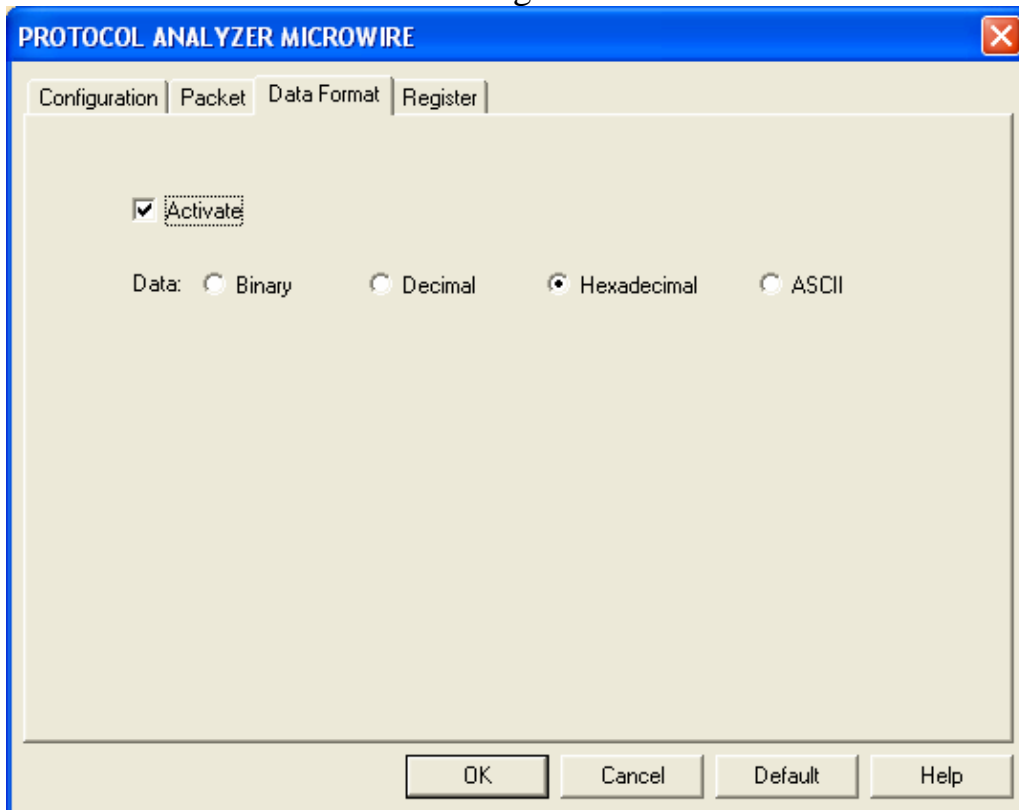 PROTOCOL ANALYZER MICROWIRE
Configuration Packet Data Format Register
Activate
Data: Binary Decimal Hexadecimal ASCII
OK Cancel Default Help